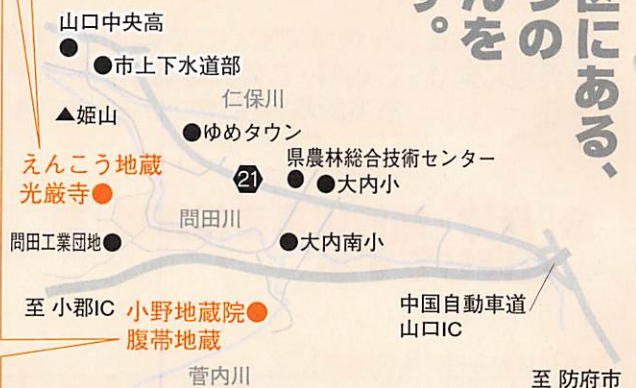 区にある、
つの
んを
す。
山口中央高
市上下水道部
仁保川
姫山
ゆめタウン
県農林総合技術センター
えんこう地蔵
光厳寺
21
大内小
問田川
問田工業団地
大内南小
至 小郡IC
小野地蔵院
腹帯地蔵
中国自動車道
山口IC
菅内川
至 防府市